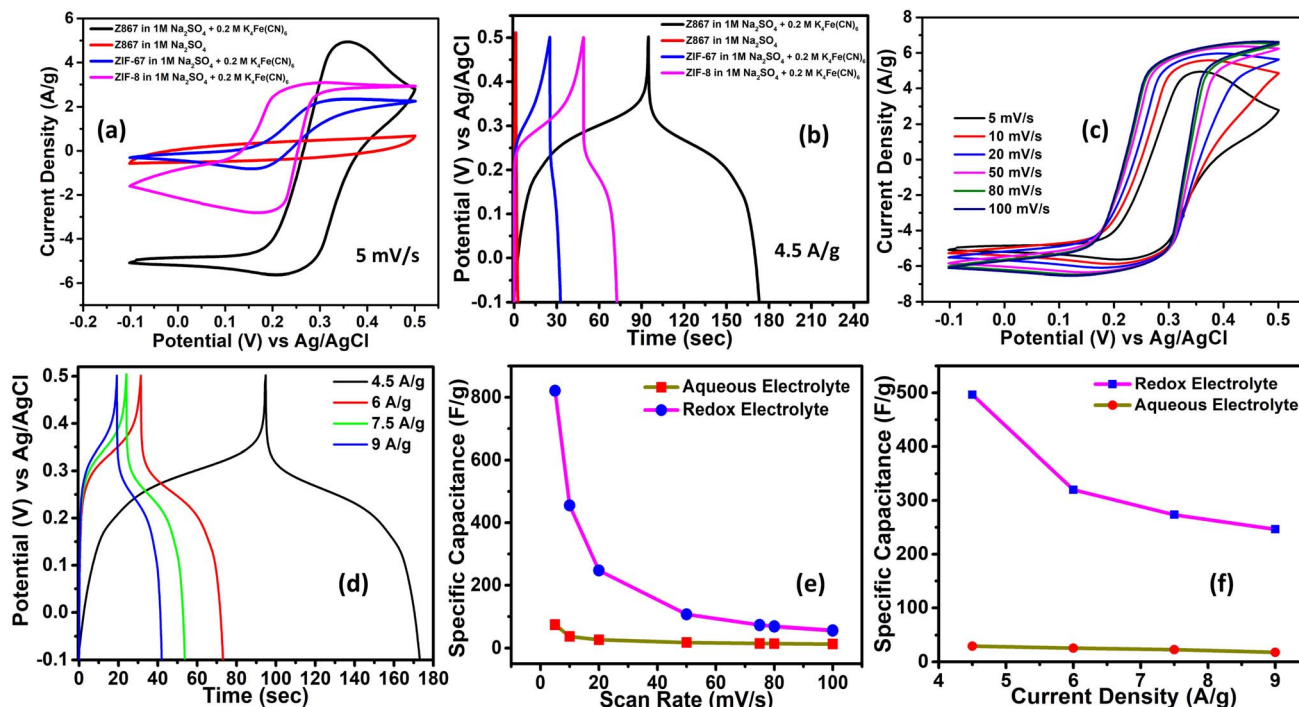 (a)
Z867 in 1M Na₂SO₄ + 0.2 M K₄Fe(CN)₆
Z867 in 1M Na₂SO₄
ZIF-67 in 1M Na₂SO₄ + 0.2 M K₄Fe(CN)₆
ZIF-8 in 1M Na₂SO₄ + 0.2 M K₄Fe(CN)₆
5 mV/s
Current Density (A/g)
6
4
2
0
-2
-4
-6
-0.2 -0.1 0.0 0.1 0.2 0.3 0.4 0.5
Potential (V) vs Ag/AgCl
(b)
Z867 in 1M Na₂SO₄ + 0.2 M K₄Fe(CN)₆
Z867 in 1M Na₂SO₄
ZIF-67 in 1M Na₂SO₄ + 0.2 M K₄Fe(CN)₆
ZIF-8 in 1M Na₂SO₄ + 0.2 M K₄Fe(CN)₆
4.5 A/g
Potential (V) vs Ag/AgCl
0.5
0.4
0.3
0.2
0.1
0.0
-0.1
0 30 60 90 120 150 180 210 240
Time (sec)
(c)
5 mV/s
10 mV/s
20 mV/s
50 mV/s
80 mV/s
100 mV/s
Current Density (A/g)
8
6
4
2
0
-2
-4
-6
-8
-0.1 0.0 0.1 0.2 0.3 0.4 0.5
Potential (V) vs Ag/AgCl
(d)
4.5 A/g
6 A/g
7.5 A/g
9 A/g
Potential (V) vs Ag/AgCl
0.5
0.4
0.3
0.2
0.1
0.0
-0.1
0 20 40 60 80 100 120 140 160 180
Time (sec)
(e)
Aqueous Electrolyte
Redox Electrolyte
Specific Capacitance (F/g)
800
600
400
200
0
0 20 40 60 80 100
Scan Rate (mV/s)
(f)
Redox Electrolyte
Aqueous Electrolyte
Specific Capacitance (F/g)
500
400
300
200
100
0
4 5 6 7 8 9
Current Density (A/g)